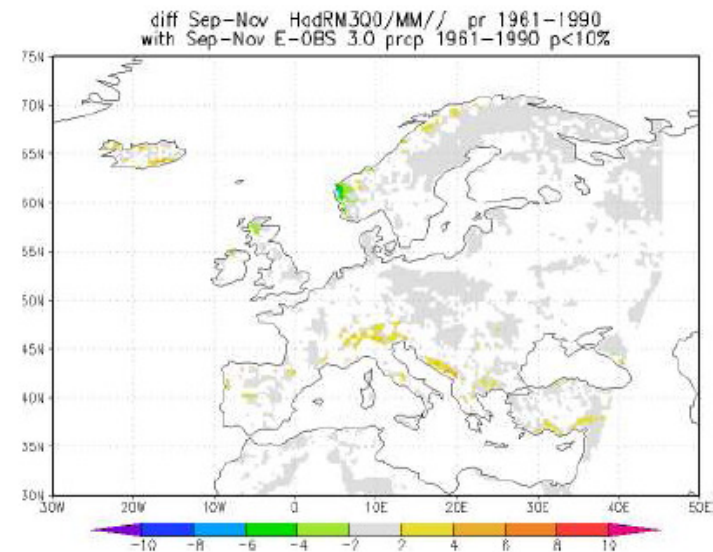 diff Sep-Nov HadRM3Q0/MM// pr 1961-1990
with Sep-Nov E-OBS 3.0 prcp 1961-1990 p<10%
75N
70N
65N
60N
55N
50N
45N
40N
35N
30N
30W 20W 10W 0 10E 20E 30E 40E 50E
-10 -8 -6 -4 -2 2 4 6 8 10